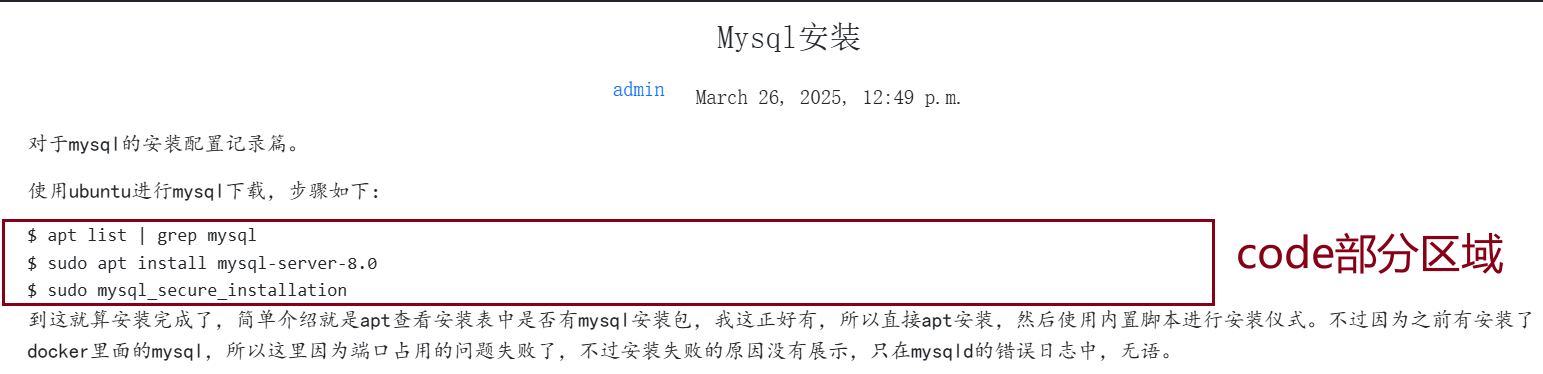 Mysql安装
admin March 26, 2025, 12:49 p.m.
对于mysql的安装配置记录篇。
使用ubuntu进行mysql下载，步骤如下：
$ apt list | grep mysql
$ sudo apt install mysql-server-8.0
$ sudo mysql_secure_installation
code部分区域
到这就算安装完成了，简单介绍就是apt查看安装表中是否有mysql安装包，我这正好有，所以直接apt安装，然后使用内置脚本进行安装仪式。不过因为之前有安装了
docker里面的mysql，所以这里因为端口占用的问题失败了，不过安装失败的原因没有展示，只在mysqld的错误日志中，无语。